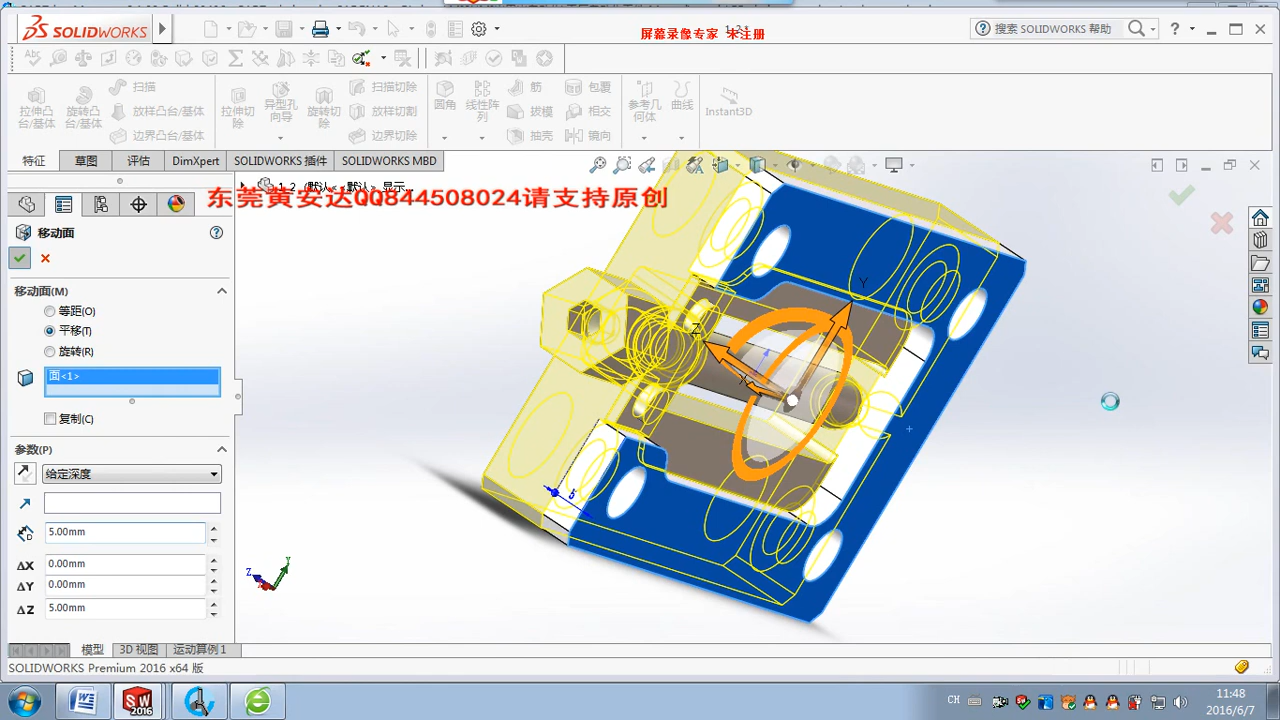 SOLIDWORKS
屏幕录像专家 未注册
搜索 SOLIDWORKS 帮助
拉伸凸台/基体
旋转凸台/基体
扫描
放样凸台/基体
边界凸台/基体
拉伸切除
异型孔向导
旋转切除
扫描切除
放样切割
边界切除
圆角
线性阵列
筋
拔模
抽壳
包覆
相交
镜向
参考几何体
曲线
Instant3D
特征
草图
评估
DimXpert
SOLIDWORKS 插件
SOLIDWORKS MBD
东莞黄安达QQ844508024请支持原创
移动面
移动面(M)
等距(O)
平移(T)
旋转(R)
面<1>
复制(C)
参数(P)
给定深度
5.00mm
ΔX 0.00mm
ΔY 0.00mm
ΔZ 5.00mm
Y
Z
X
5
Z
Y
模型
3D 视图
运动算例 1
SOLIDWORKS Premium 2016 x64 版
SW 2016
CH
11:48
2016/6/7